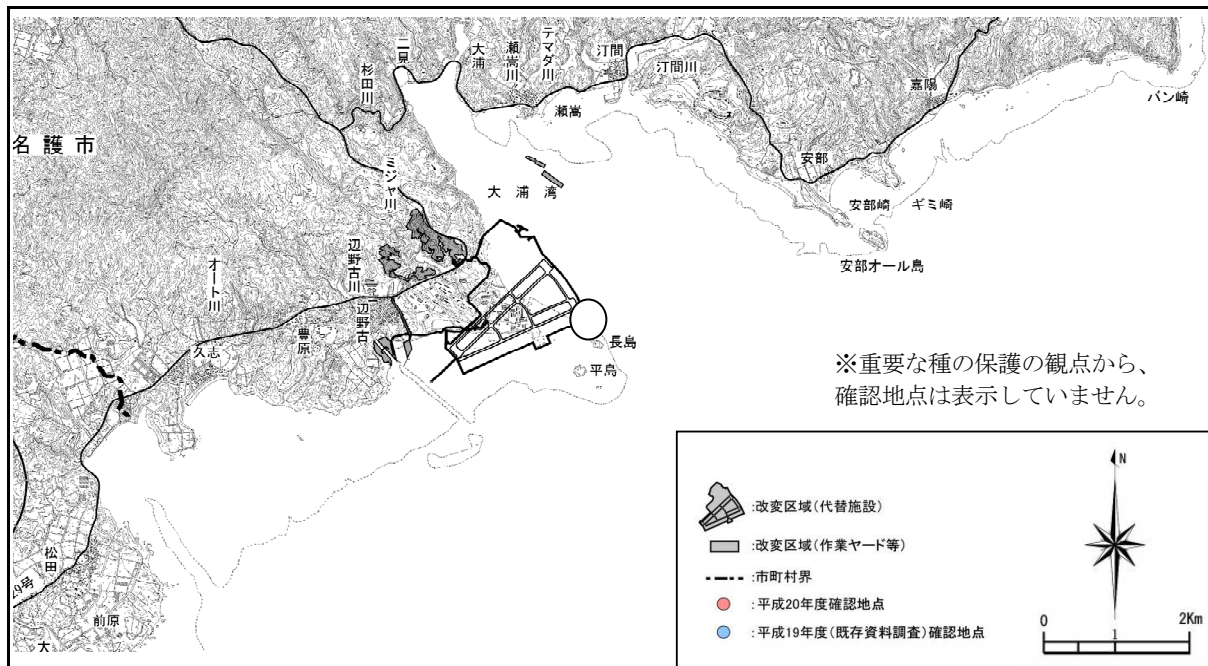 名護市
杉田川
二見
大浦
瀬嵩川
テマダ川
汀間
汀間川
瀬嵩
嘉陽
バン崎
安部
安部崎
ギミ崎
安部オール島
大浦湾
ミジャ川
辺野古川
辺野古
オート川
豊原
久志
長島
平島
松田
29号
前原
大
※重要な種の保護の観点から、
確認地点は表示していません。
:改変区域(代替施設)
:改変区域(作業ヤード等)
:市町村界
:平成20年度確認地点
:平成19年度(既存資料調査)確認地点
N
0 1 2Km